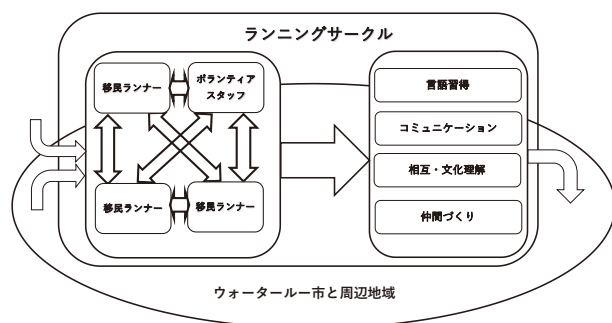 ランニングサークル
移民ランナー
ボランティア
スタッフ
移民ランナー
移民ランナー
言語習得
コミュニケーション
相互・文化理解
仲間づくり
ウォータールー市と周辺地域